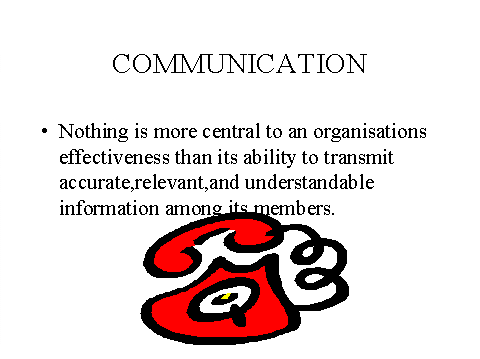 COMMUNICATION
• Nothing is more central to an organisations
effectiveness than its ability to transmit
accurate,relevant,and understandable
information among its members.